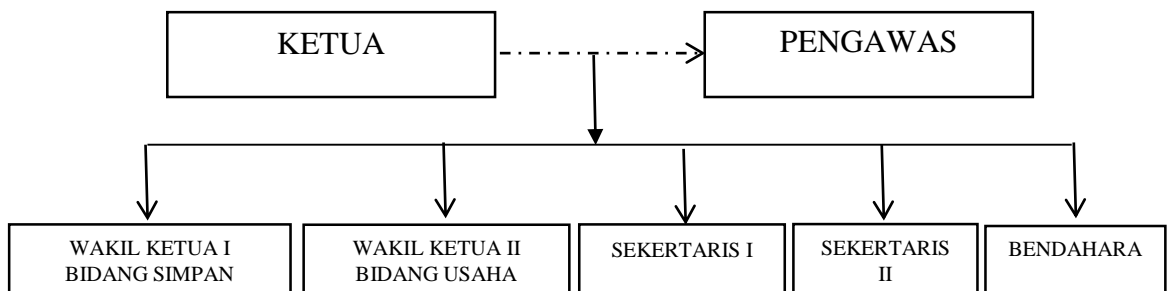 KETUA
PENGAWAS
WAKIL KETUA I
BIDANG SIMPAN
WAKIL KETUA II
BIDANG USAHA
SEKERTARIS I
SEKERTARIS
II
BENDAHARA